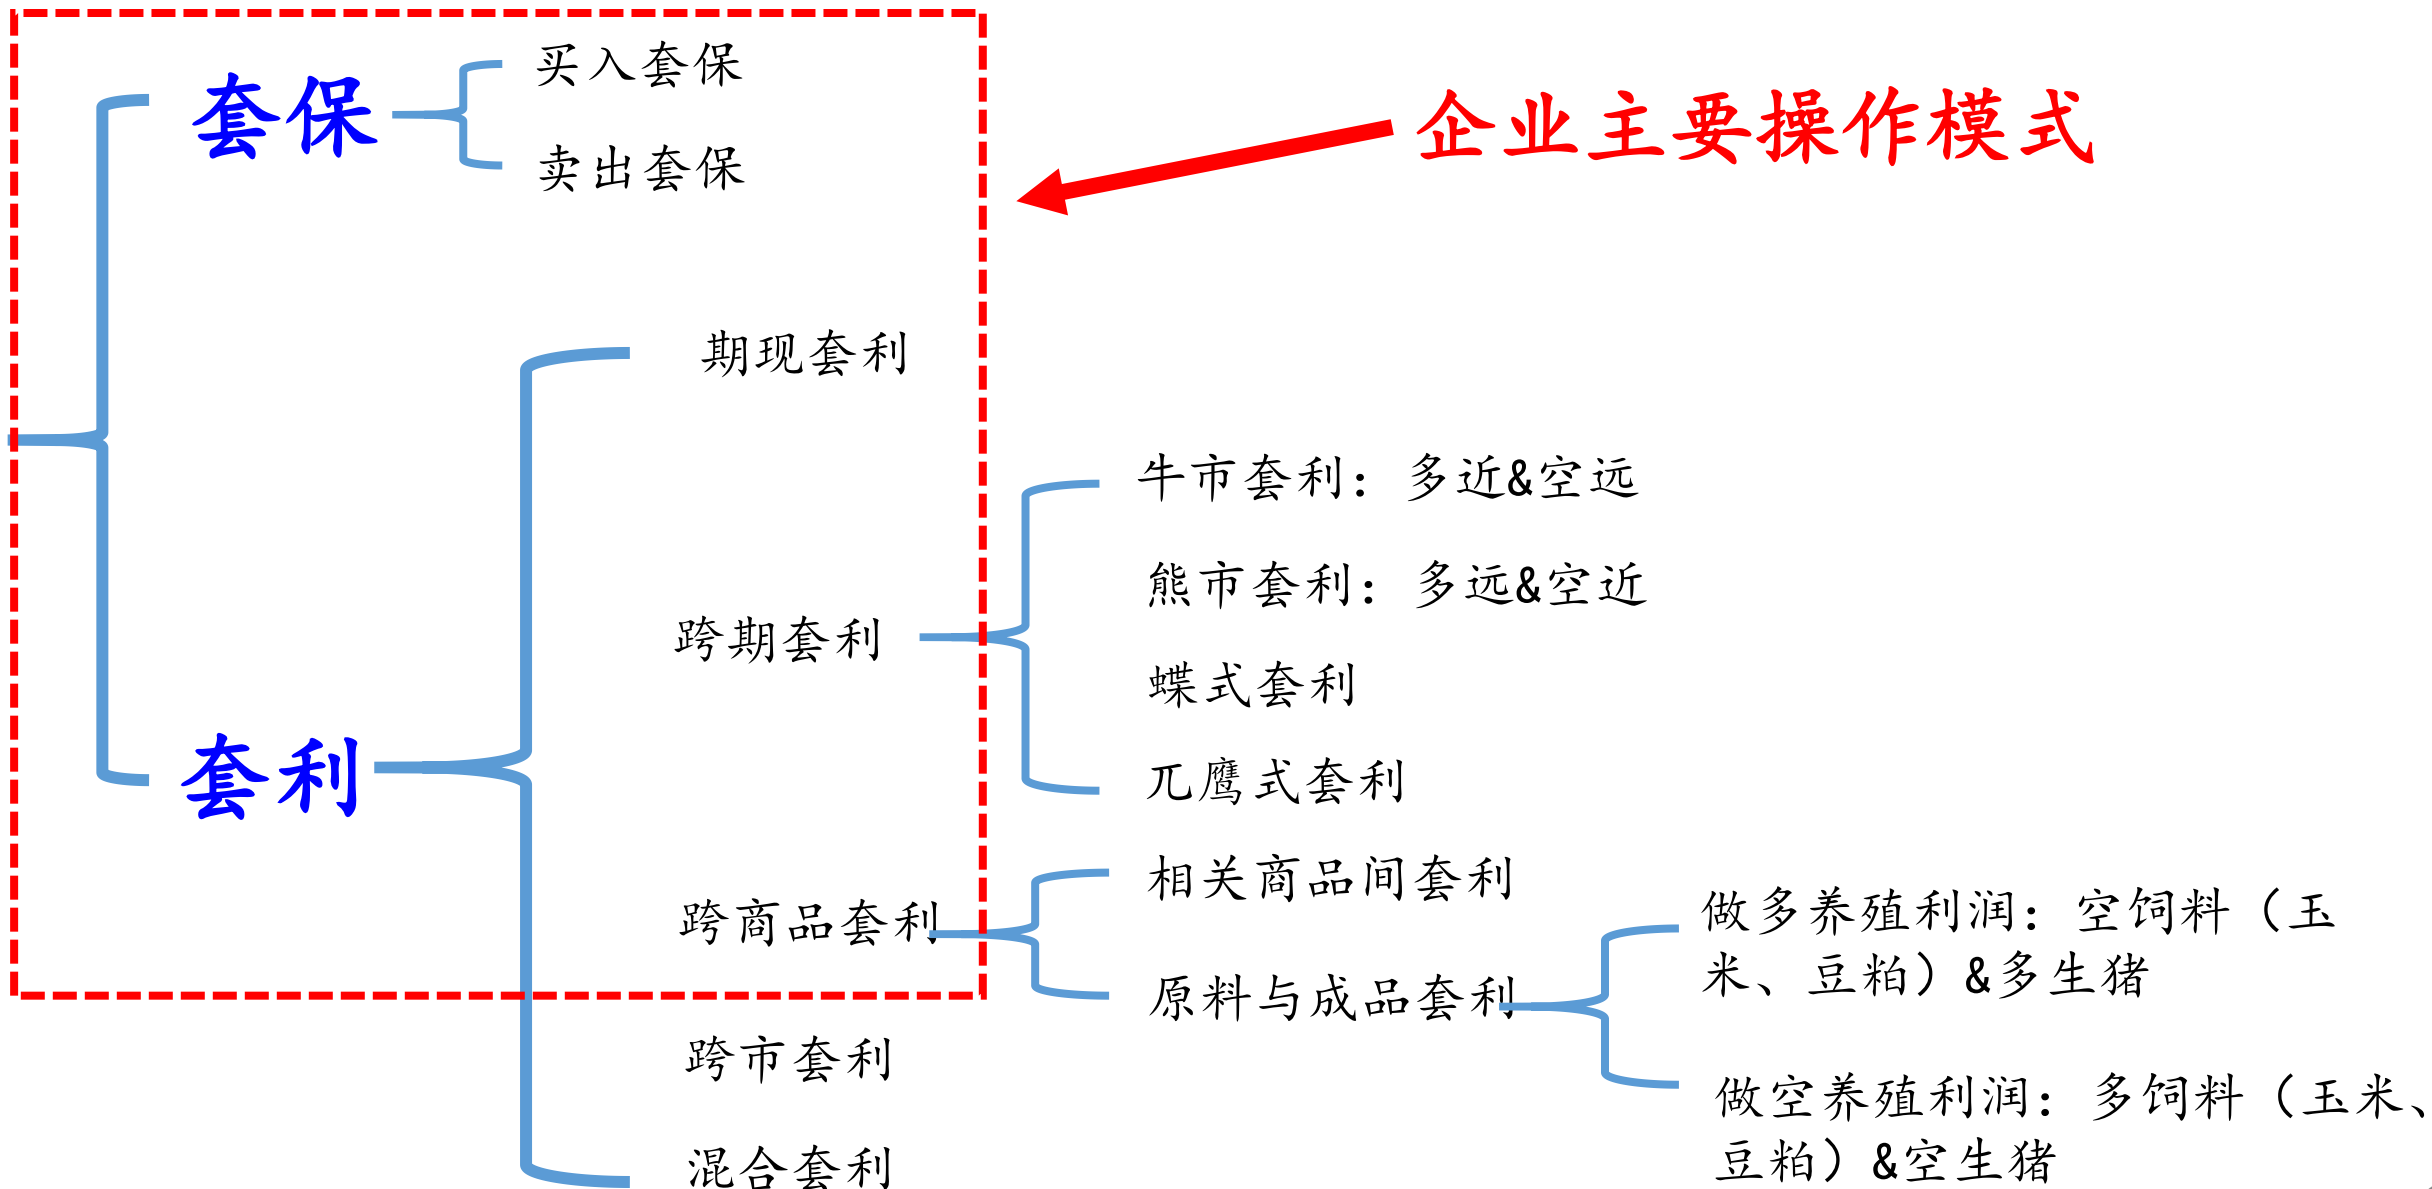 买入套保
套保
企业主要操作模式
卖出套保
期现套利
牛市套利：多近&空远
熊市套利：多远&空近
跨期套利
蝶式套利
套利
兀鹰式套利
相关商品间套利
跨商品套利
做多养殖利润：空饲料（玉
米、豆粕）&多生猪
原料与成品套利
跨市套利
做空养殖利润：多饲料（玉米、
豆粕）&空生猪
混合套利